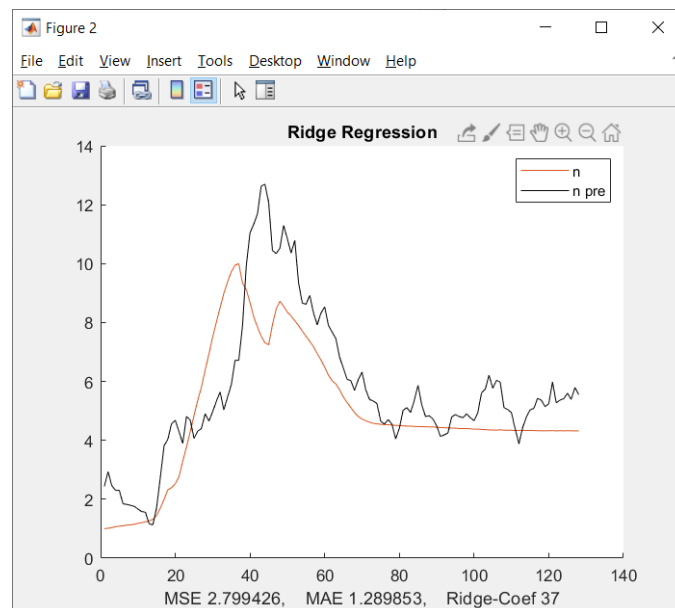 Figure 2
File Edit View Insert Tools Desktop Window Help
Ridge Regression
n
n pre
14
12
10
8
6
4
2
0
0 20 40 60 80 100 120 140
MSE 2.799426, MAE 1.289853, Ridge-Coef 37